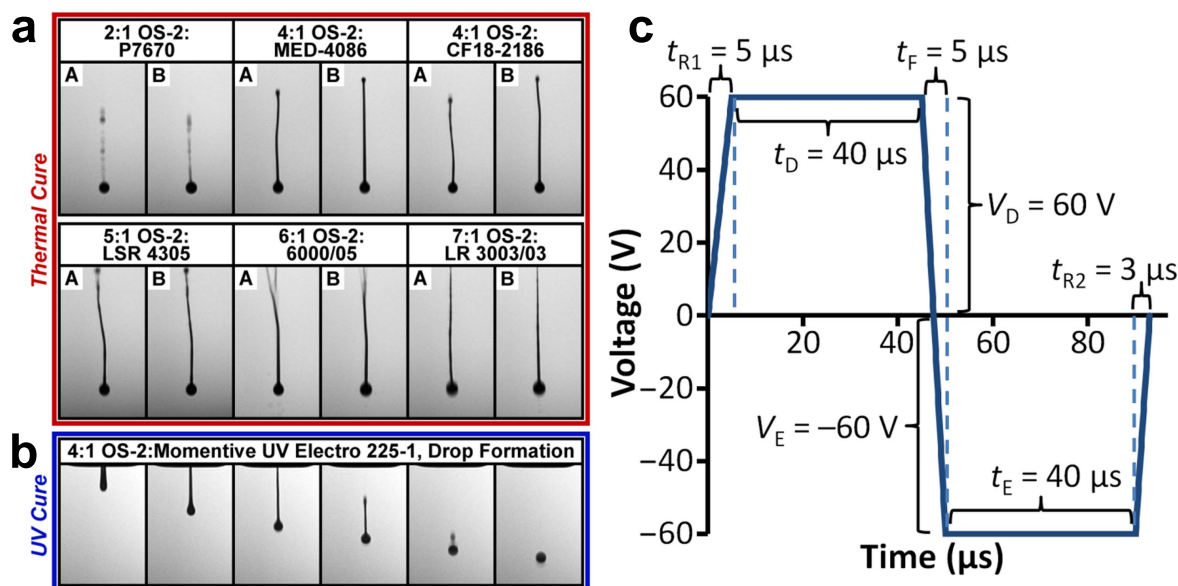 a
Thermal Cure
2:1 OS-2:
P7670
4:1 OS-2:
MED-4086
4:1 OS-2:
CF18-2186
A
B
A
B
A
B
5:1 OS-2:
LSR 4305
6:1 OS-2:
6000/05
7:1 OS-2:
LR 3003/03
A
B
A
B
A
B
b
UV Cure
4:1 OS-2:Momentive UV Electro 225-1, Drop Formation
c
tR1 = 5 µs
tF = 5 µs
tD = 40 µs
VD = 60 V
tR2 = 3 µs
VE = −60 V
tE = 40 µs
Voltage (V)
60
40
20
0
−20
−40
−60
20
40
60
80
Time (µs)